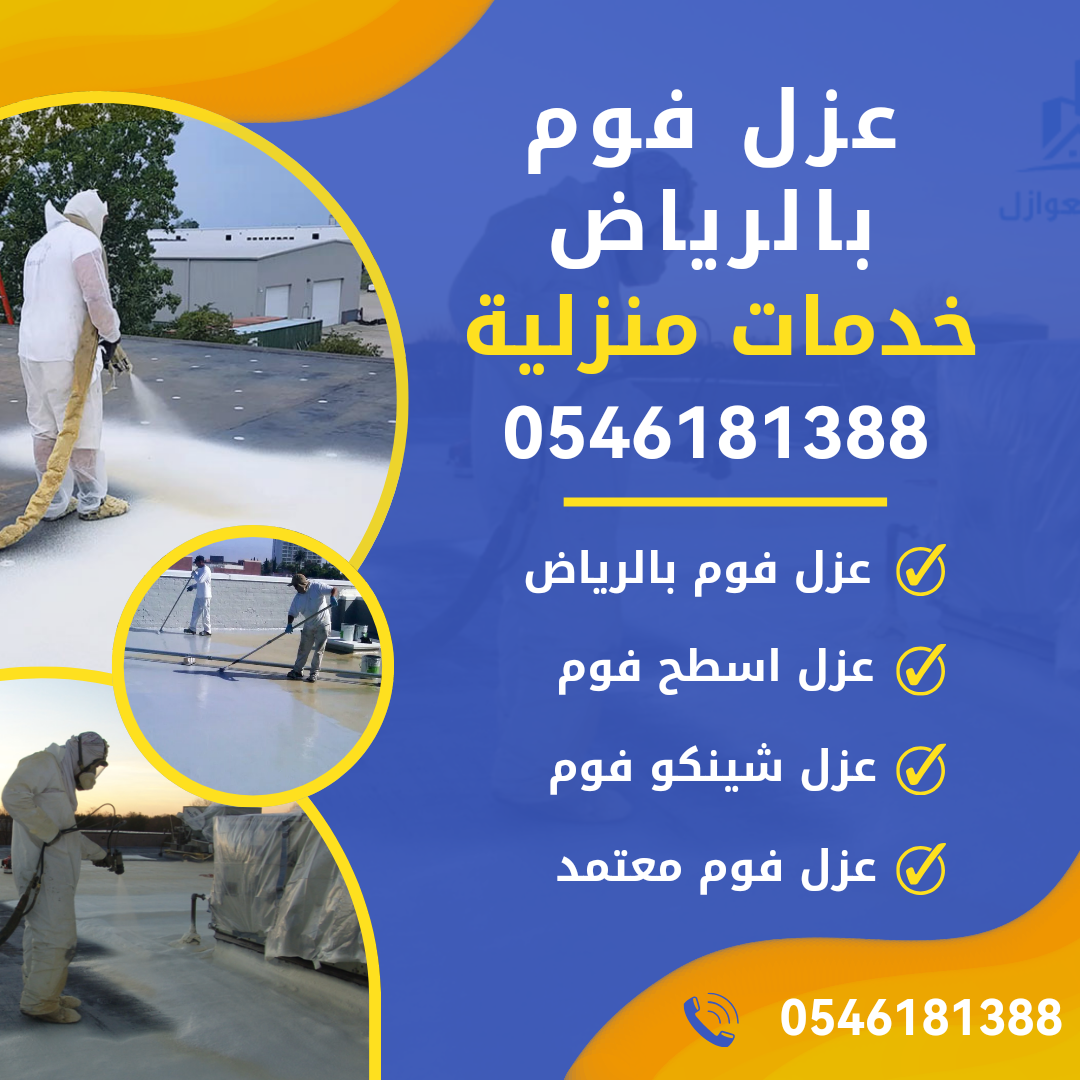 عزل فوم
بالرياض
خدمات منزلية
0546181388
عزل فوم بالرياض
عزل اسطح فوم
عزل شينكو فوم
عزل فوم معتمد
0546181388